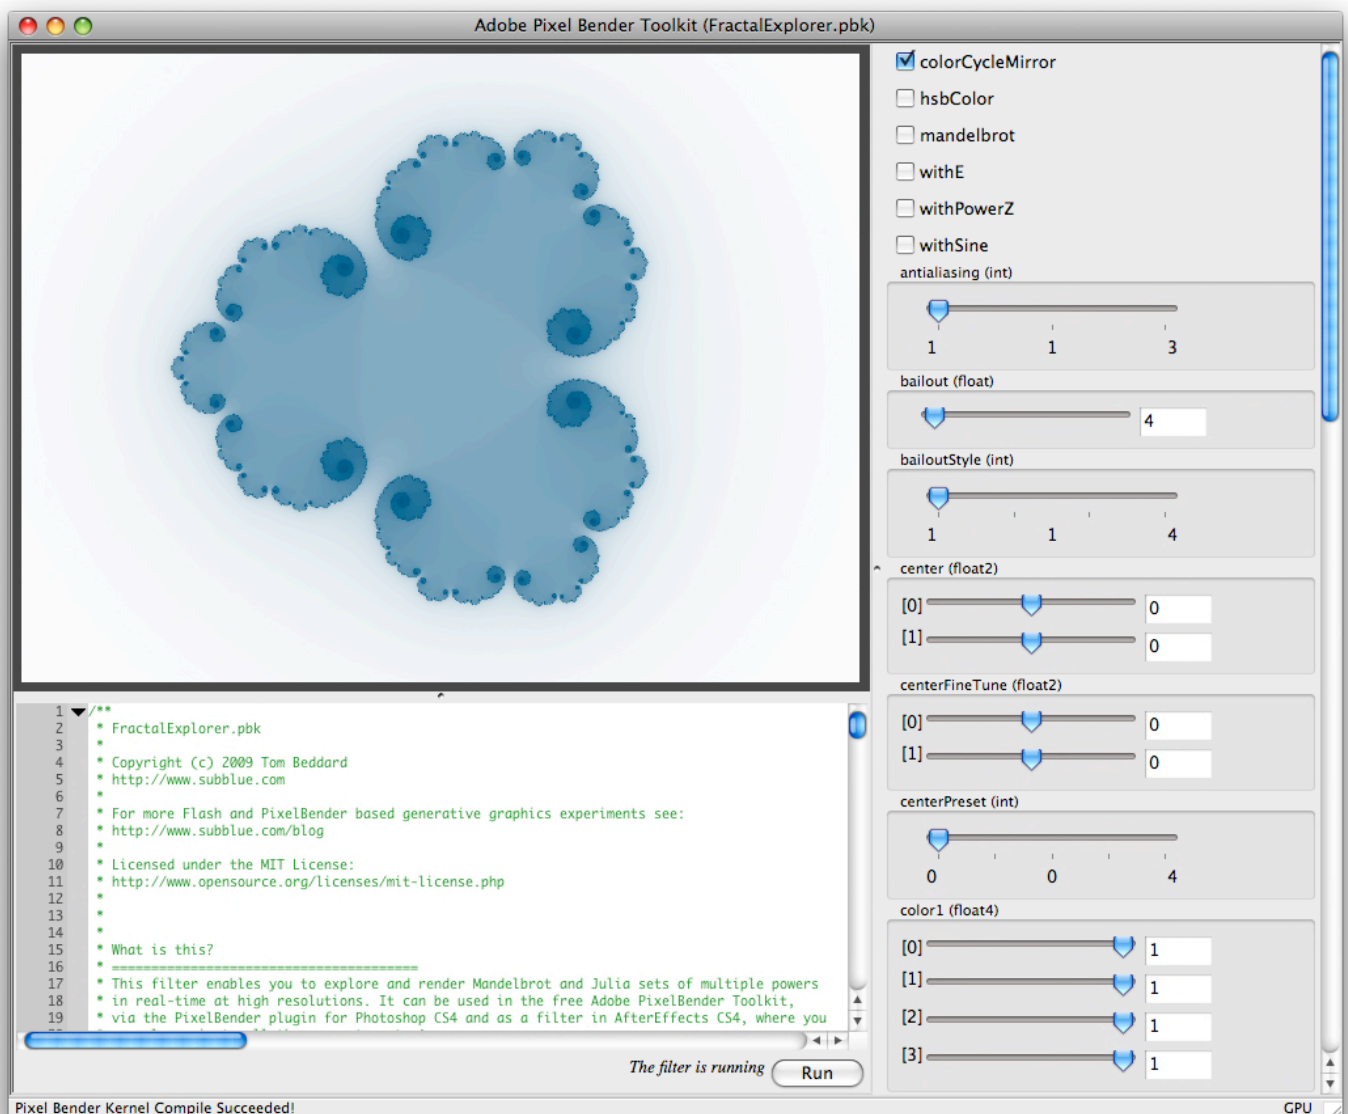 Adobe Pixel Bender Toolkit (FractalExplorer.pbk)
colorCycleMirror
hsbColor
mandelbrot
withE
withPowerZ
withSine
antialiasing (int)
1 1 3
bailout (float)
4
bailoutStyle (int)
1 1 4
center (float2)
[0] 0
[1] 0
centerFineTune (float2)
[0] 0
[1] 0
centerPreset (int)
0 0 4
color1 (float4)
[0] 1
[1] 1
[2] 1
[3] 1
1 /**
2 * FractalExplorer.pbk
3 *
4 * Copyright (c) 2009 Tom Beddard
5 * http://www.subblue.com
6 *
7 * For more Flash and PixelBender based generative graphics experiments see:
8 * http://www.subblue.com/blog
9 *
10 * Licensed under the MIT License:
11 * http://www.opensource.org/licenses/mit-license.php
12 *
13 *
14 *
15 * What is this?
16 * =======================================
17 * This filter enables you to explore and render Mandelbrot and Julia sets of multiple powers
18 * in real-time at high resolutions. It can be used in the free Adobe PixelBender Toolkit,
19 * via the PixelBender plugin for Photoshop CS4 and as a filter in AfterEffects CS4, where you
The filter is running Run
Pixel Bender Kernel Compile Succeeded! GPU